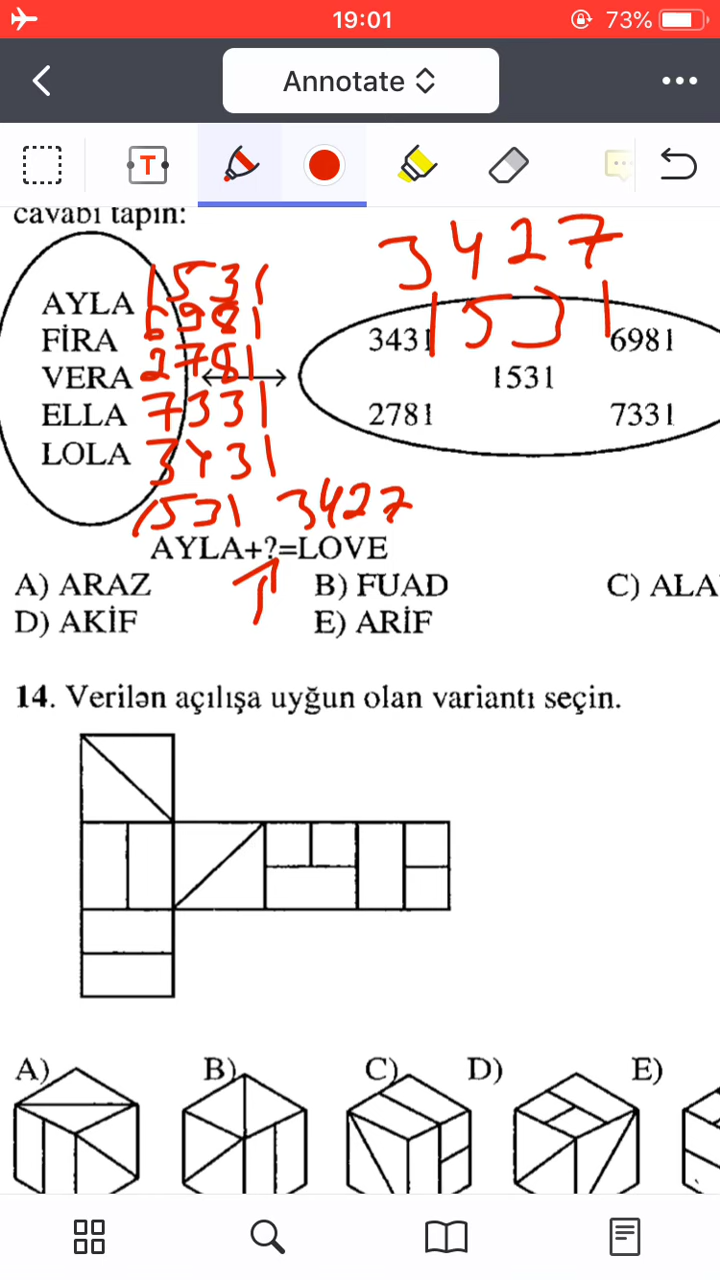 19:01 73%
Annotate
T
cavabı tapın:
3427
AYLA 1531
FİRA 6981
VERA 2781
ELLA 7331
LOLA 3431
3431 1531 6981
1531
2781 7331
1531 3427
AYLA+?=LOVE
A) ARAZ B) FUAD C) ALA
D) AKİF E) ARİF
14. Verilən açılışa uyğun olan variantı seçin.
A) B) C) D) E)